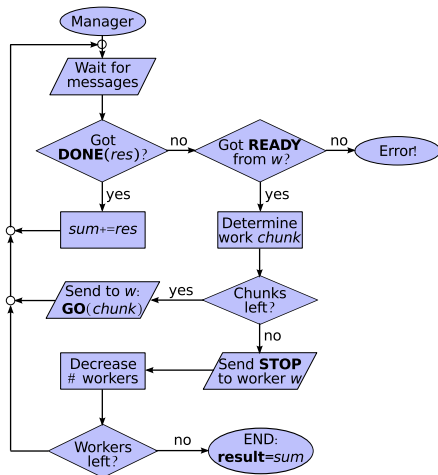 Manager
Wait for
messages
Got
DONE(res)?
no
Got READY
from w?
no
Error!
yes
yes
sum+=res
Determine
work chunk
Send to w:
GO(chunk)
yes
Chunks
left?
no
Decrease
# workers
Send STOP
to worker w
Workers
left?
no
END:
result=sum